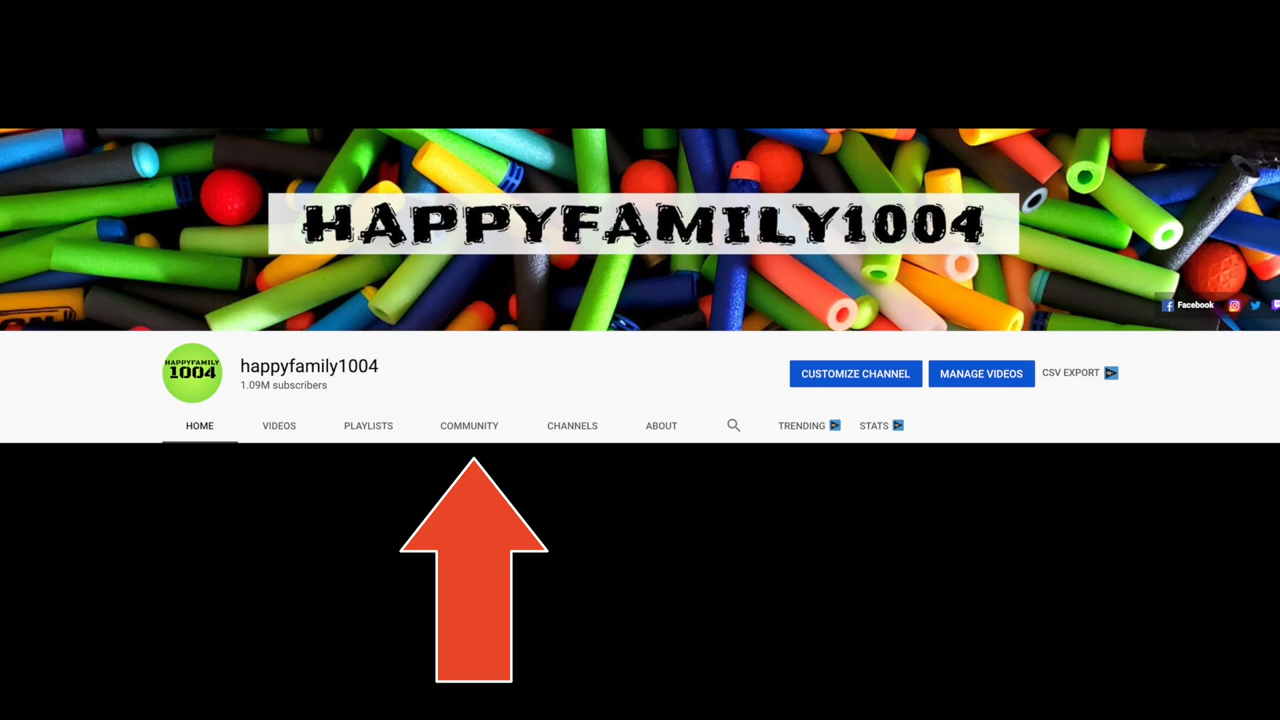 HAPPYFAMILY1004
Facebook
HAPPYFAMILY
1004
happyfamily1004
1.09M subscribers
CUSTOMIZE CHANNEL
MANAGE VIDEOS
CSV EXPORT
HOME
VIDEOS
PLAYLISTS
COMMUNITY
CHANNELS
ABOUT
TRENDING
STATS